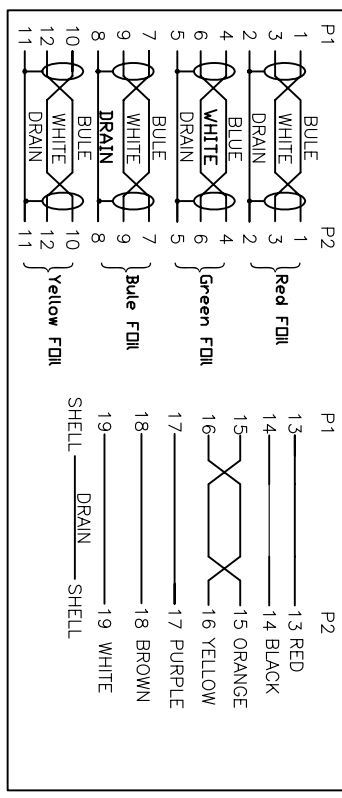 P1 P2
1 BULE 1
3 WHITE 3
2 DRAIN 2
Red FOil
4 BLUE 4
6 WHITE 6
5 DRAIN 5
Green FOil
7 BULE 7
9 WHITE 9
8 DRAIN 8
Bule FOil
10 BULE 10
12 WHITE 12
11 DRAIN 11
Yellow FOil
P1 P2
13 13 RED
14 14 BLACK
15 15 ORANGE
16 16 YELLOW
17 17 PURPLE
18 18 BROWN
19 19 WHITE
SHELL DRAIN SHELL